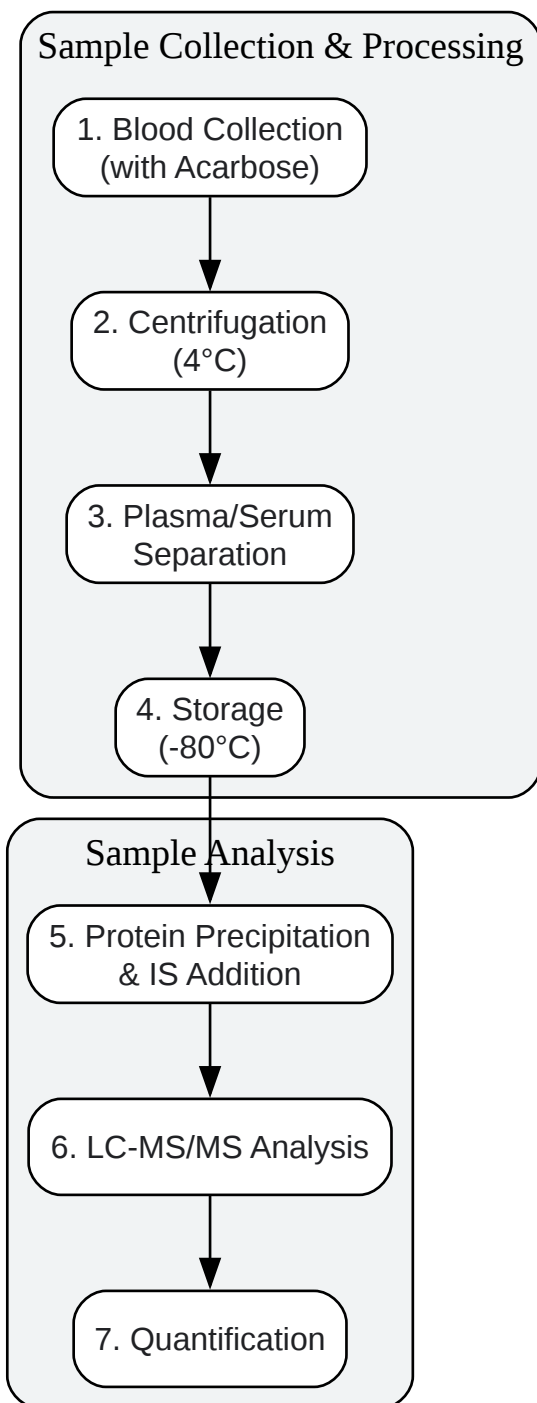 Sample Collection & Processing
1. Blood Collection
(with Acarbose)
2. Centrifugation
(4°C)
3. Plasma/Serum
Separation
4. Storage
(-80°C)
Sample Analysis
5. Protein Precipitation
& IS Addition
6. LC-MS/MS Analysis
7. Quantification